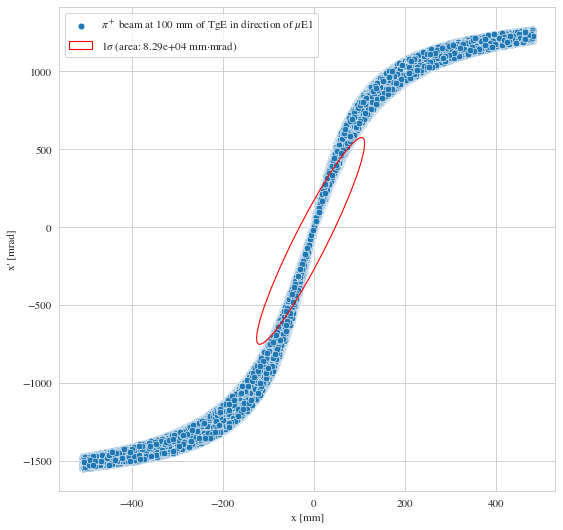 π⁺ beam at 100 mm of TgE in direction of μE1
1σ (area: 8.29e+04 mm·mrad)
1000
500
0
−500
−1000
−1500
x' [mrad]
−400
−200
0
200
400
x [mm]